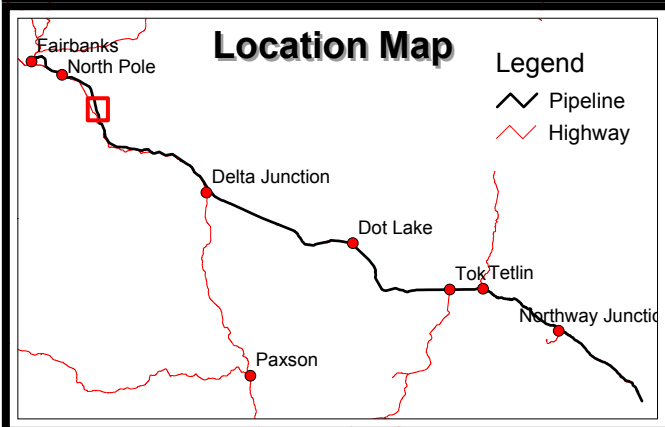 Location Map
Fairbanks
North Pole
Legend
Pipeline
Highway
Delta Junction
Dot Lake
Tok Tetlin
Northway Junctio
Paxson